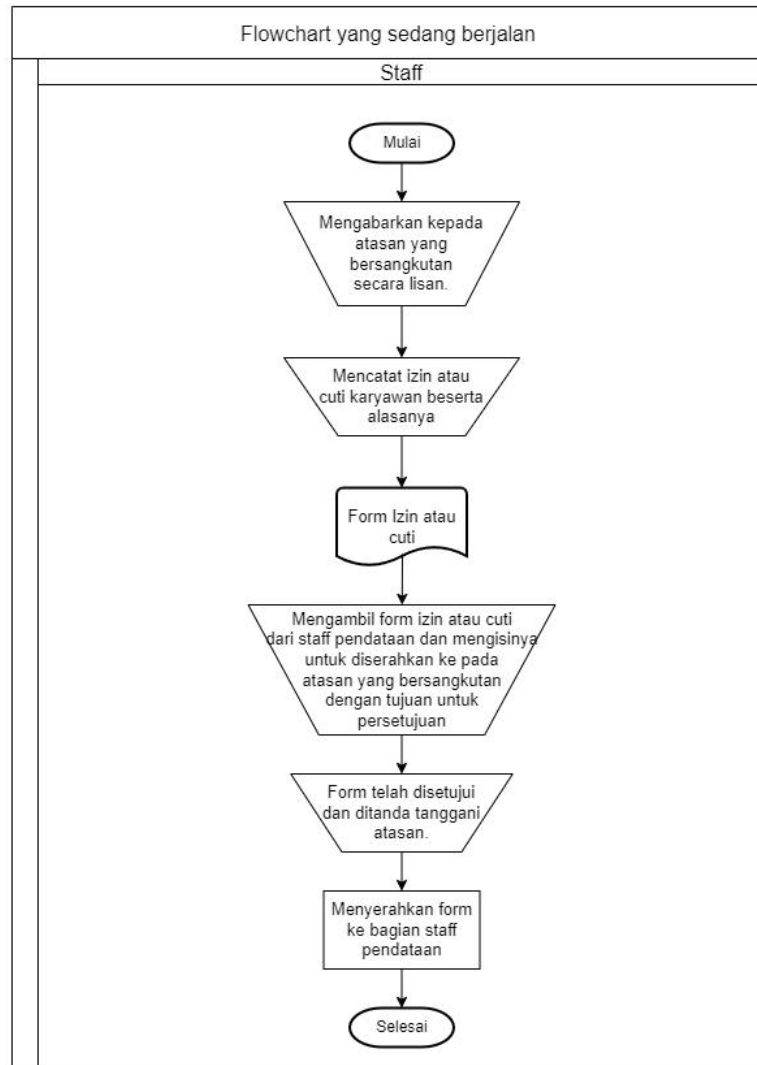 Flowchart yang sedang berjalan
Staff
Mulai
Mengabarkan kepada
atasan yang
bersangkutan
secara lisan.
Mencatat izin atau
cuti karyawan beserta
alasanya
Form Izin atau
cuti
Mengambil form izin atau cuti
dari staff pendataan dan mengisinya
untuk diserahkan ke pada
atasan yang bersangkutan
dengan tujuan untuk
persetujuan
Form telah disetujui
dan ditanda tanggani
atasan.
Menyerahkan form
ke bagian staff
pendataan
Selesai